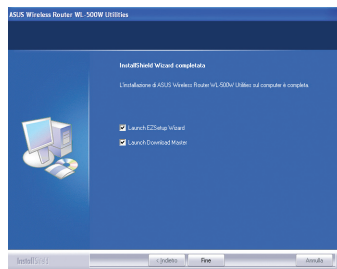 ASUS Wireless Router WL-500W Utilities
InstallShield Wizard completata
L'installazione di ASUS Wireless Router WL-500W Utilities sul computer è completa.
Launch EZSetup Wizard
Launch Download Master
InstallShield
< Indietro
Fine
Annulla